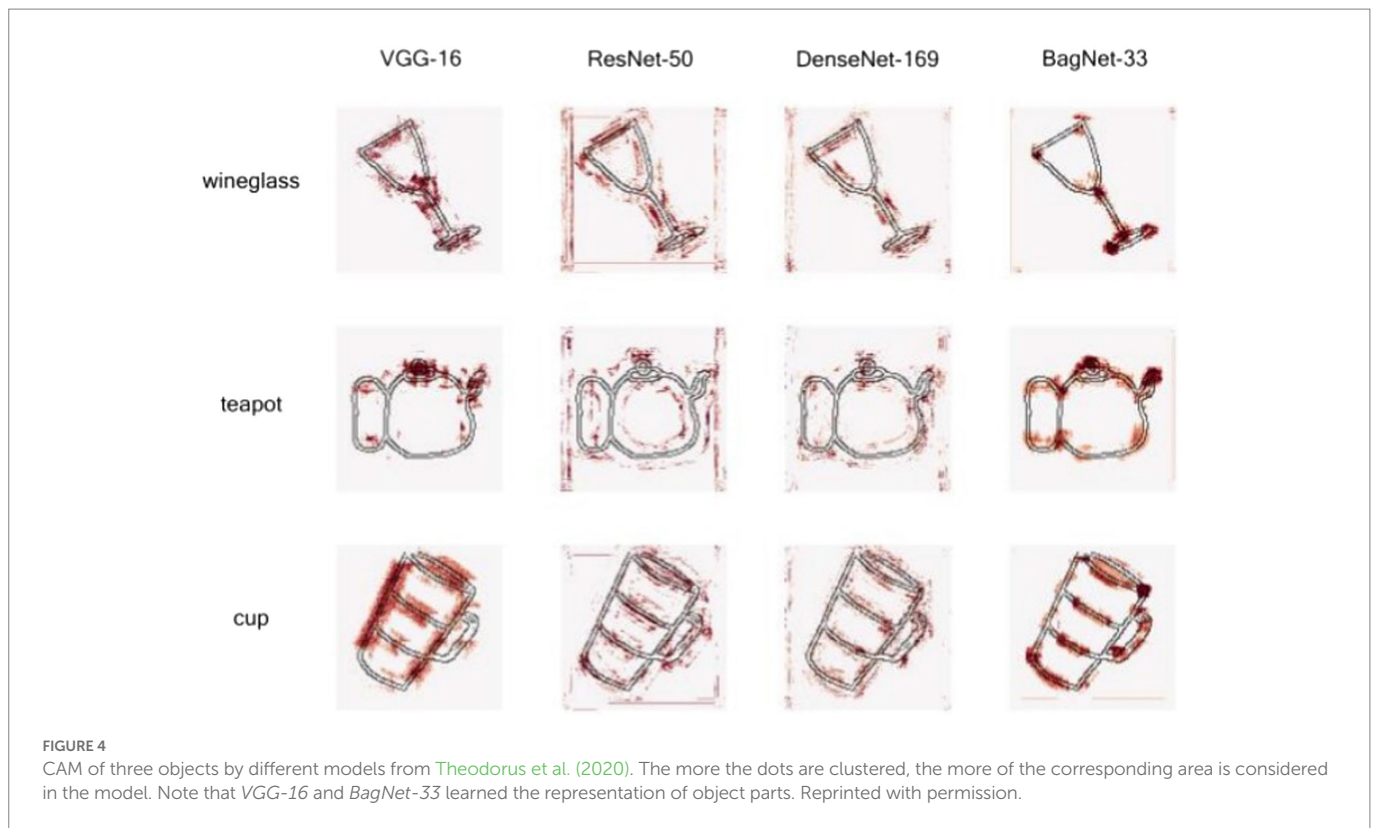 VGG-16 ResNet-50 DenseNet-169 BagNet-33
wineglass
teapot
cup
FIGURE 4
CAM of three objects by different models from Theodorus et al. (2020). The more the dots are clustered, the more of the corresponding area is considered
in the model. Note that VGG-16 and BagNet-33 learned the representation of object parts. Reprinted with permission.